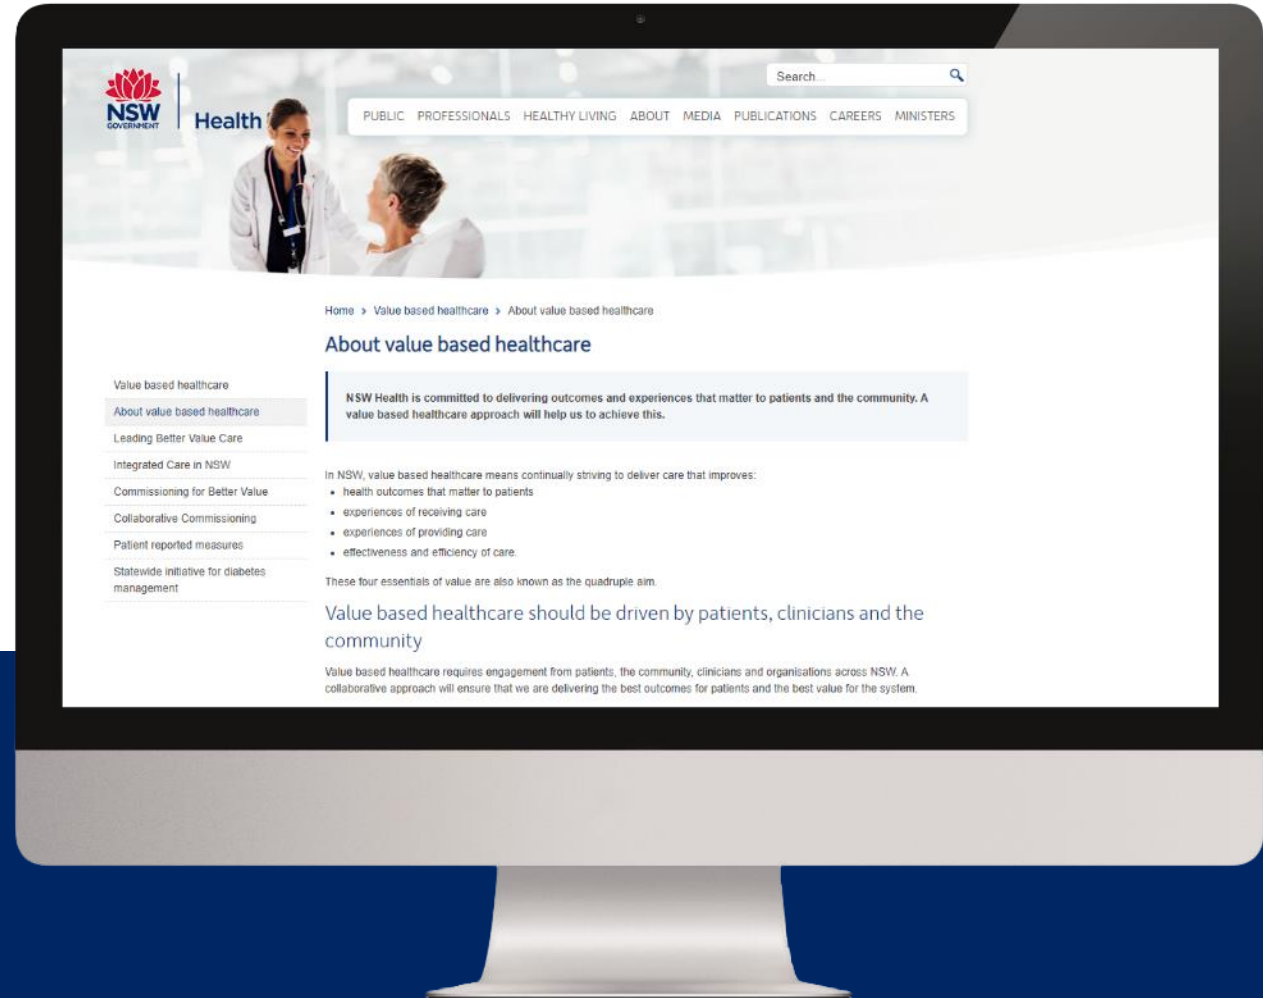 NSW
GOVERNMENT
Health
Search...
PUBLIC PROFESSIONALS HEALTHY LIVING ABOUT MEDIA PUBLICATIONS CAREERS MINISTERS
Home > Value based healthcare > About value based healthcare
About value based healthcare
Value based healthcare
About value based healthcare
Leading Better Value Care
Integrated Care in NSW
Commissioning for Better Value
Collaborative Commissioning
Patient reported measures
Statewide initiative for diabetes
management
NSW Health is committed to delivering outcomes and experiences that matter to patients and the community. A
value based healthcare approach will help us to achieve this.
In NSW, value based healthcare means continually striving to deliver care that improves:
• health outcomes that matter to patients
• experiences of receiving care
• experiences of providing care
• effectiveness and efficiency of care.
These four essentials of value are also known as the quadruple aim.
Value based healthcare should be driven by patients, clinicians and the
community
Value based healthcare requires engagement from patients, the community, clinicians and organisations across NSW. A
collaborative approach will ensure that we are delivering the best outcomes for patients and the best value for the system.